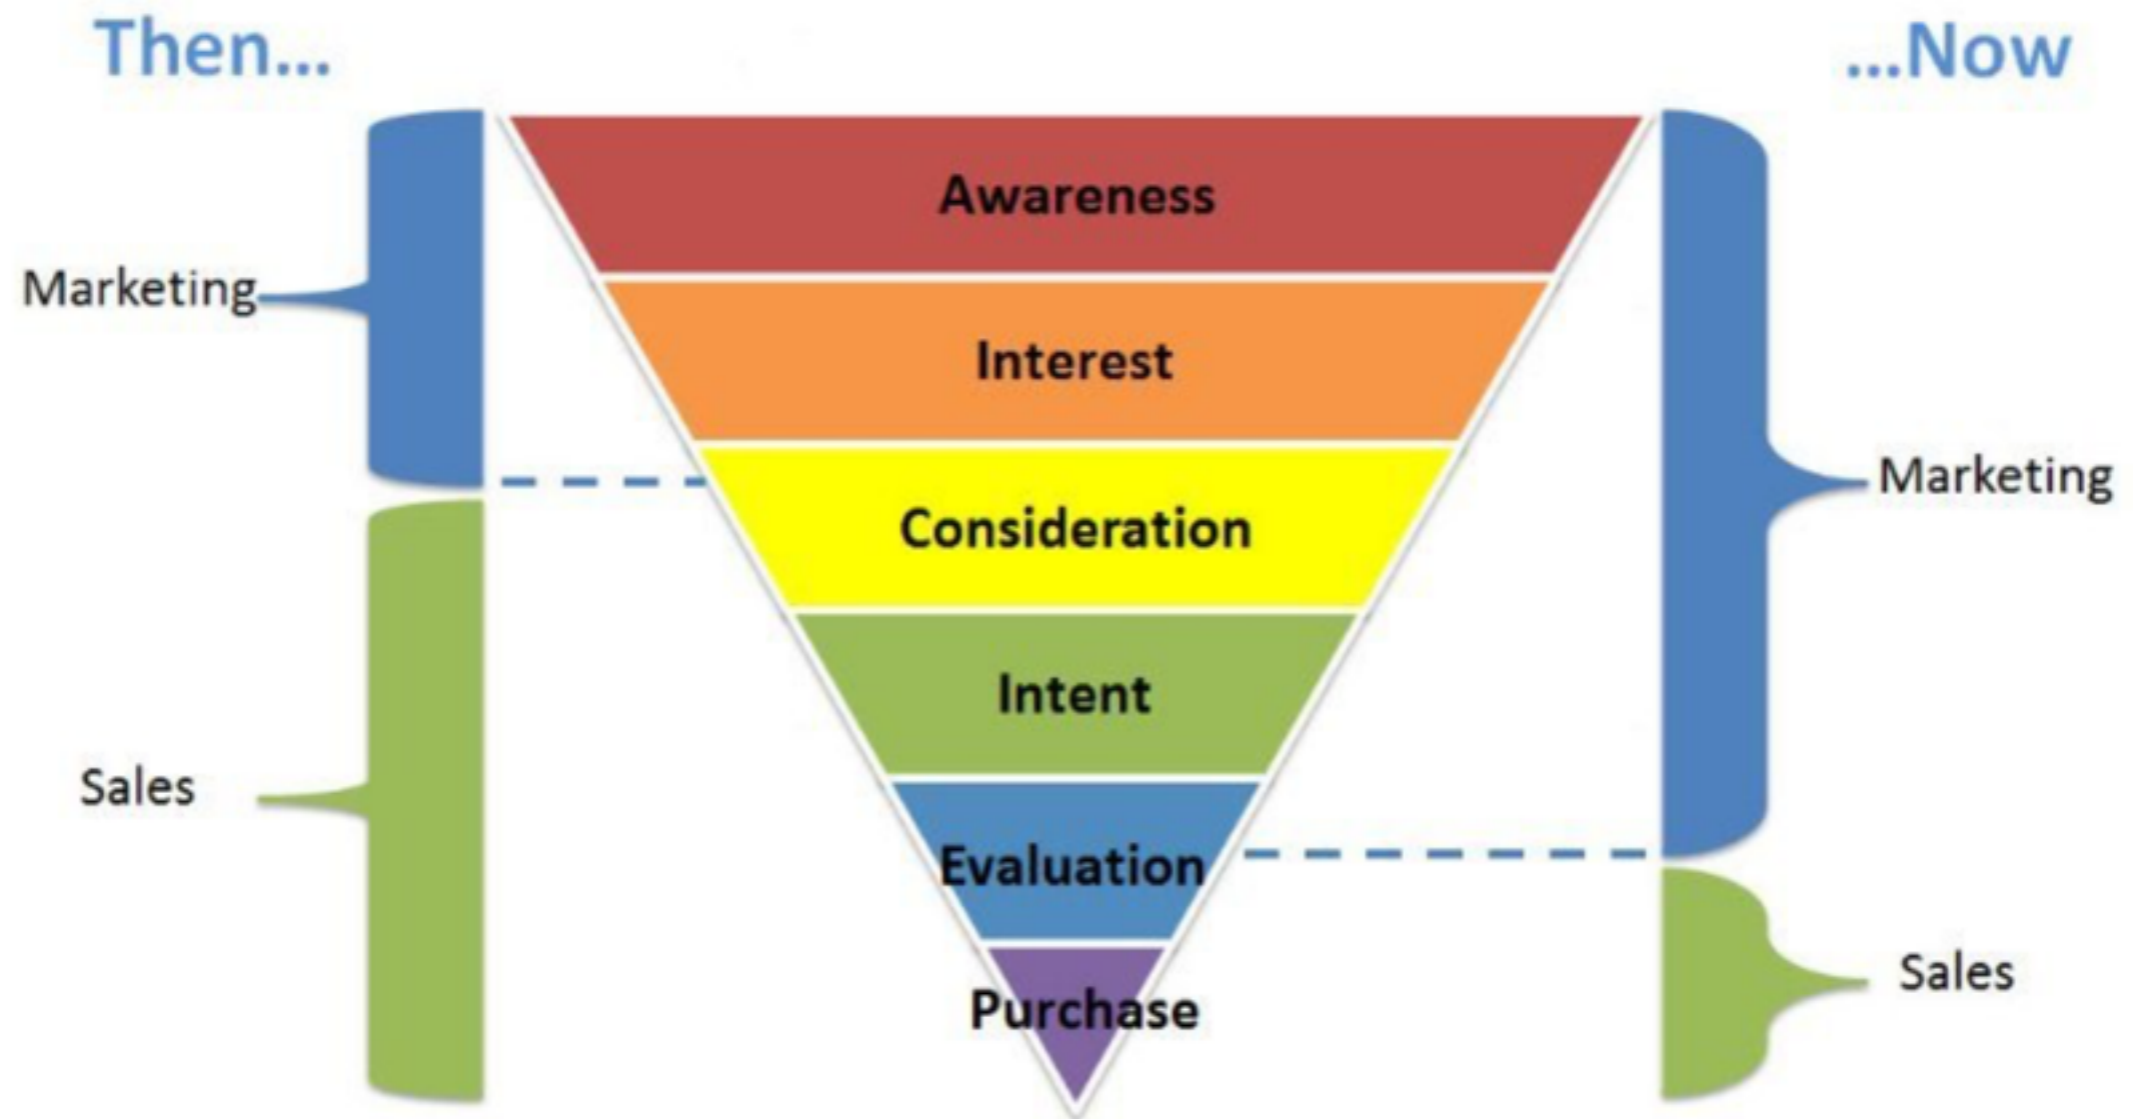 Then...
...Now
Awareness
Marketing
Interest
Marketing
Consideration
Intent
Sales
Evaluation
Sales
Purchase